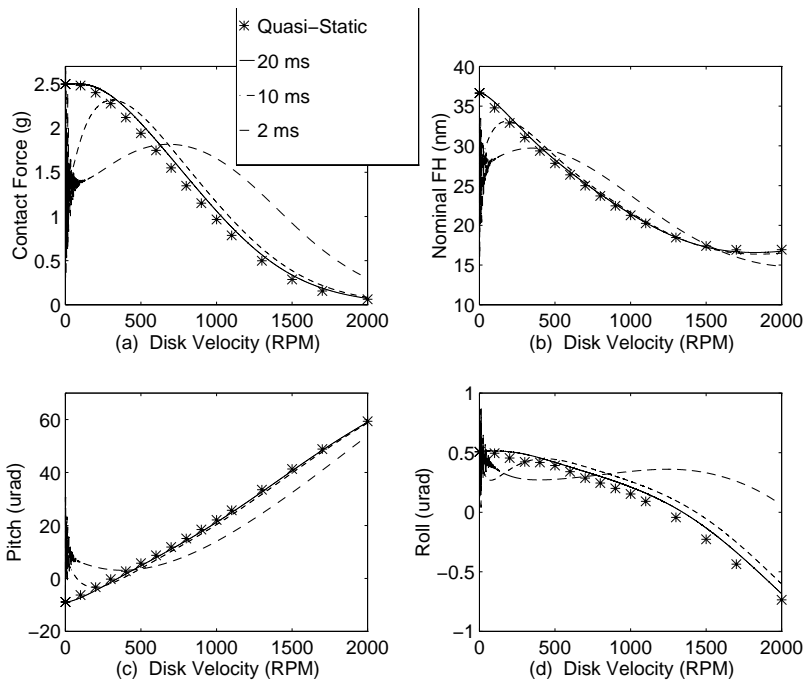 Quasi−Static
20 ms
10 ms
2 ms
2.5
2
1.5
1
0.5
0
0 500 1000 1500 2000
Contact Force (g)
(a) Disk Velocity (RPM)
40
35
30
25
20
15
10
0 500 1000 1500 2000
Nominal FH (nm)
(b) Disk Velocity (RPM)
60
40
20
0
−20
0 500 1000 1500 2000
Pitch (urad)
(c) Disk Velocity (RPM)
1
0.5
0
−0.5
−1
0 500 1000 1500 2000
Roll (urad)
(d) Disk Velocity (RPM)